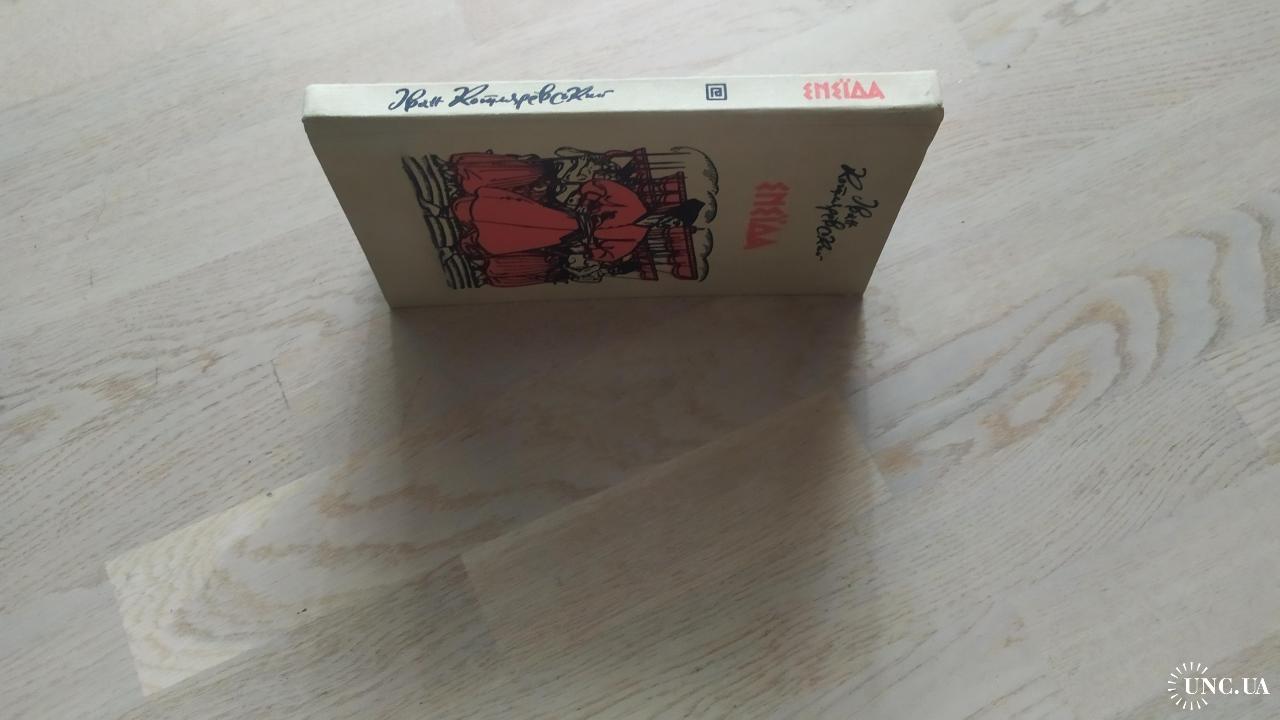 Іван Котляревський
ЕНЕЇДА
Іван
Котляревський
ЕНЕЇДА
UNC.UA